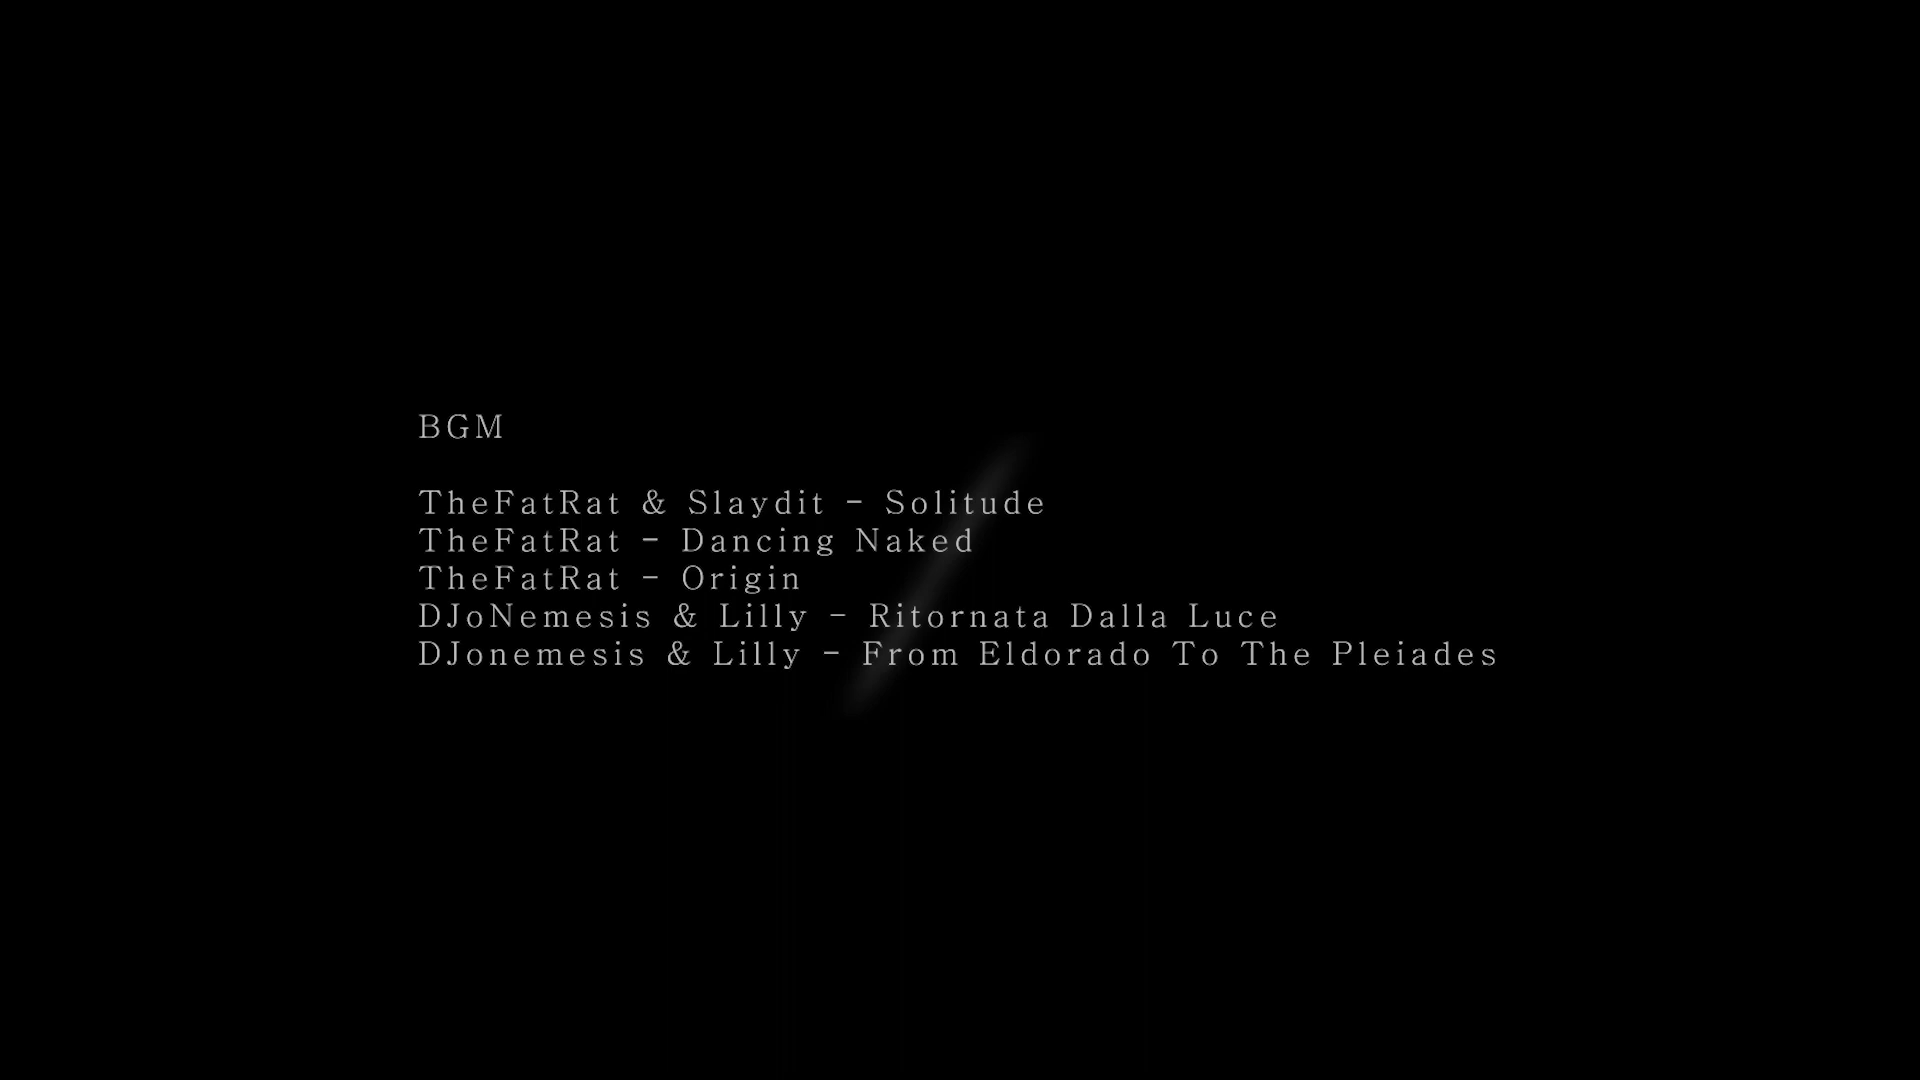 BGM
TheFatRat & Slaydit - Solitude
TheFatRat - Dancing Naked
TheFatRat - Origin
DJoNemesis & Lilly - Ritornata Dalla Luce
DJonemesis & Lilly - From Eldorado To The Pleiades